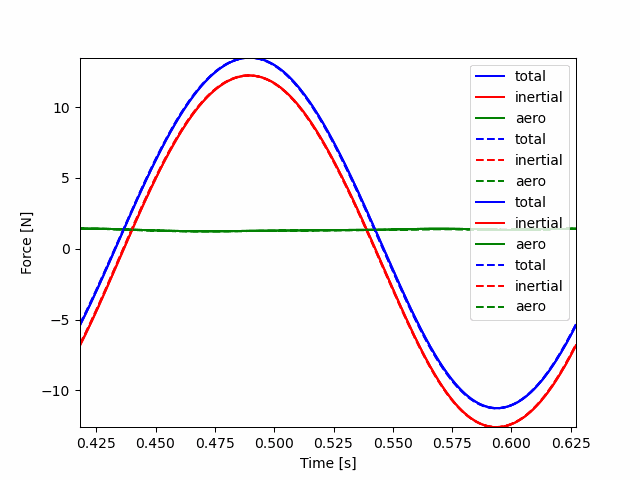 10
5
0
−5
−10
Force [N]
0.425
0.450
0.475
0.500
0.525
0.550
0.575
0.600
0.625
Time [s]
total
inertial
aero
total
inertial
aero
total
inertial
aero
total
inertial
aero